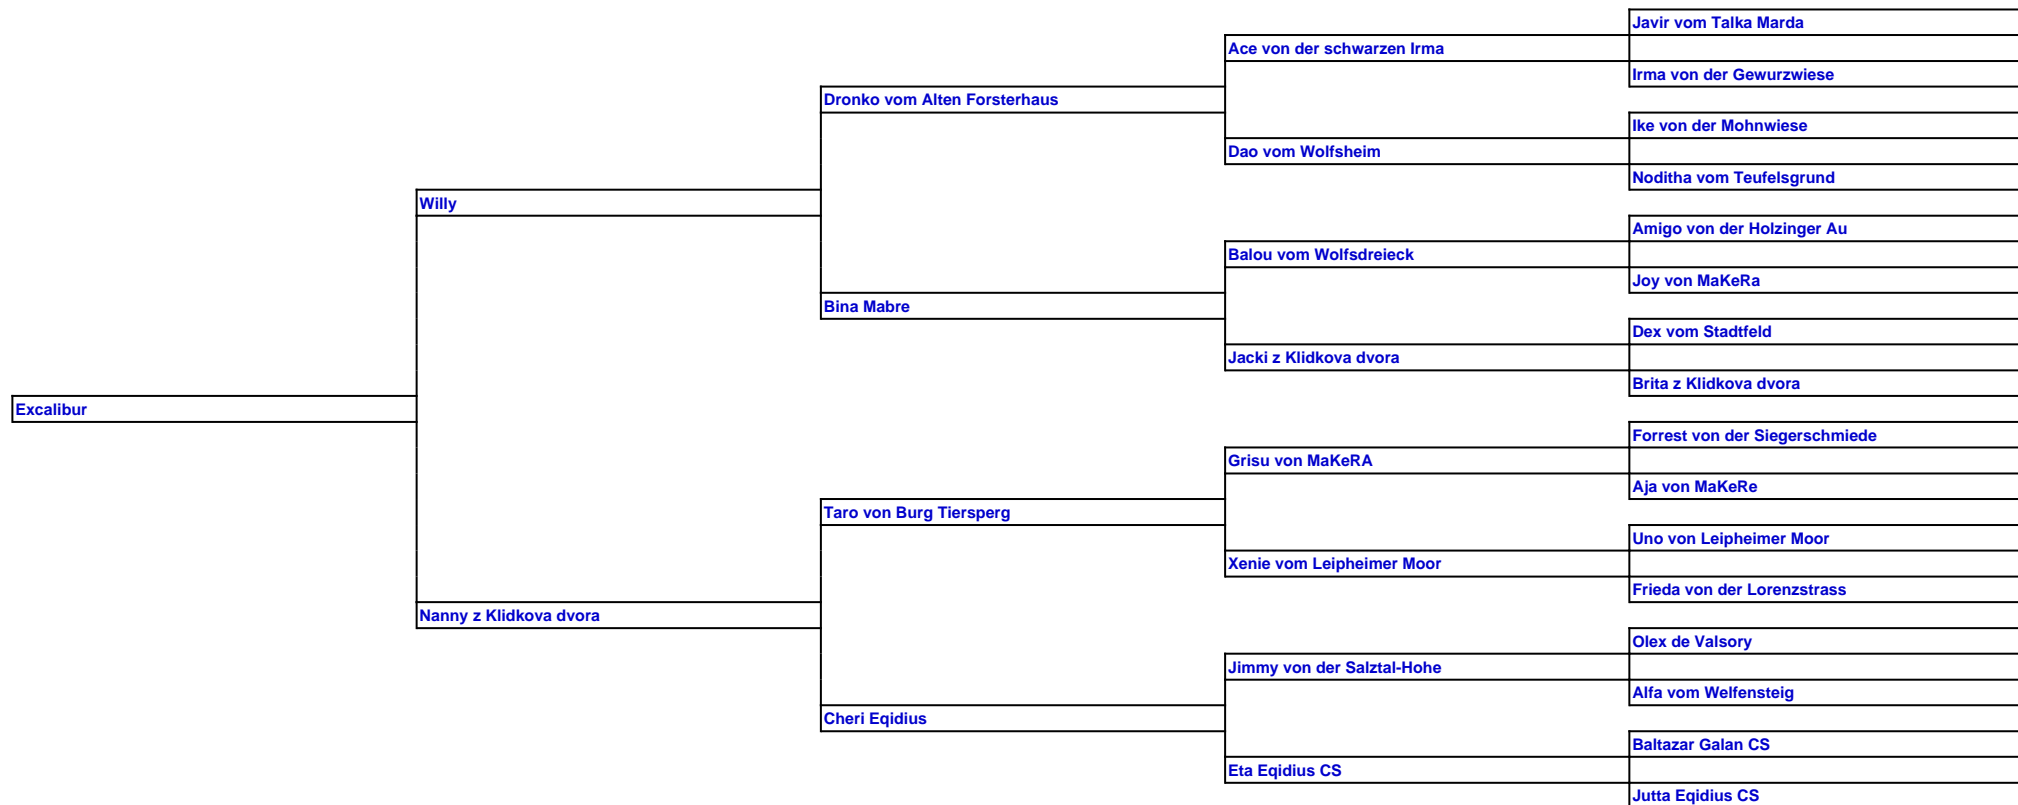 Javir vom Talka Marda
Ace von der schwarzen Irma
Irma von der Gewurzwiese
Dronko vom Alten Forsterhaus
Ike von der Mohnwiese
Dao vom Wolfsheim
Noditha vom Teufelsgrund
Willy
Amigo von der Holzinger Au
Balou vom Wolfsdreieck
Joy von MaKeRa
Bina Mabre
Dex vom Stadtfeld
Jacki z Klidkova dvora
Brita z Klidkova dvora
Excalibur
Forrest von der Siegerschmiede
Grisu von MaKeRA
Aja von MaKeRe
Taro von Burg Tiersperg
Uno von Leipheimer Moor
Xenie vom Leipheimer Moor
Frieda von der Lorenzstrass
Nanny z Klidkova dvora
Olex de Valsory
Jimmy von der Salztal-Hohe
Alfa vom Welfensteig
Cheri Eqidius
Baltazar Galan CS
Eta Eqidius CS
Jutta Eqidius CS